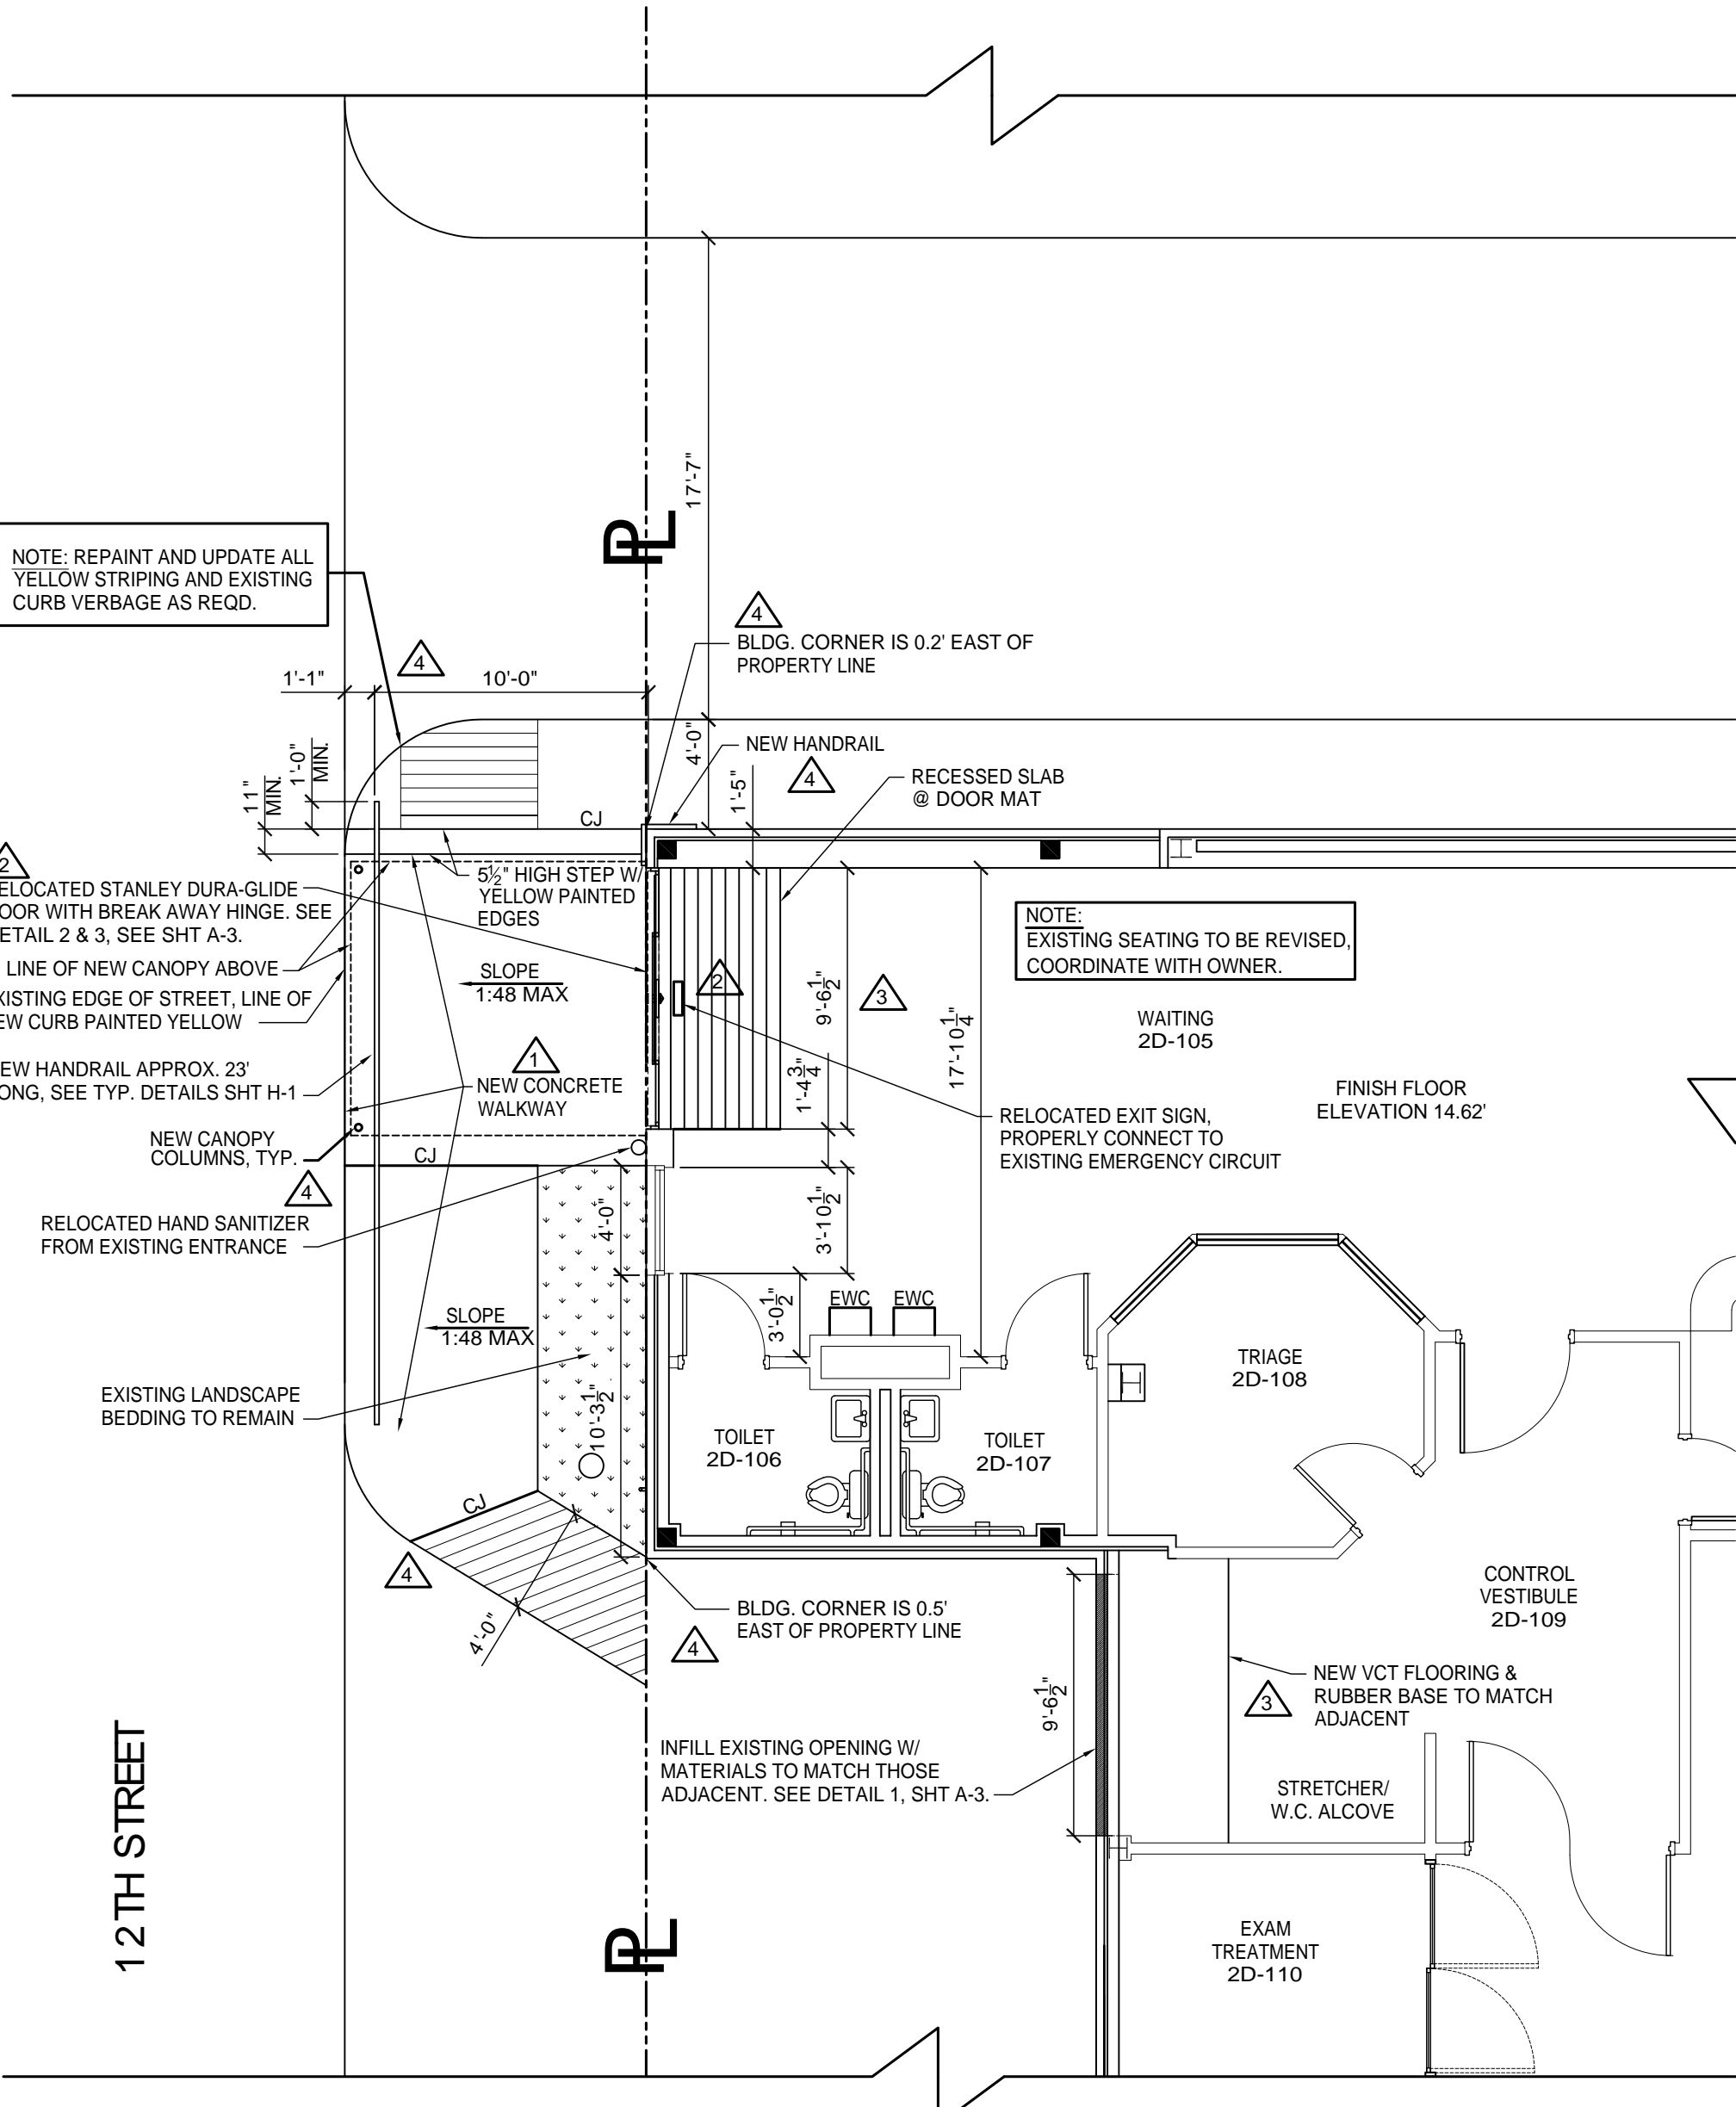 PL
17'-7"
NOTE: REPAINT AND UPDATE ALL
YELLOW STRIPING AND EXISTING
CURB VERBAGE AS REQD.
4
BLDG. CORNER IS 0.2' EAST OF
PROPERTY LINE
4
1'-1"
10'-0"
4'-0"
1'-5"
NEW HANDRAIL
4
RECESSED SLAB
@ DOOR MAT
1'-0"
MIN.
11"
MIN.
CJ
2
ELOCATED STANLEY DURA-GLIDE
OOR WITH BREAK AWAY HINGE. SEE
ETAIL 2 & 3, SEE SHT A-3.
5½" HIGH STEP W/
YELLOW PAINTED
EDGES
LINE OF NEW CANOPY ABOVE
XISTING EDGE OF STREET, LINE OF
EW CURB PAINTED YELLOW
SLOPE
1:48 MAX
2
9'-6½"
3
17'-10¼"
NOTE:
EXISTING SEATING TO BE REVISED,
COORDINATE WITH OWNER.
WAITING
2D-105
FINISH FLOOR
ELEVATION 14.62'
EW HANDRAIL APPROX. 23'
ONG, SEE TYP. DETAILS SHT H-1
1
NEW CONCRETE
WALKWAY
1'-4¾"
RELOCATED EXIT SIGN,
PROPERLY CONNECT TO
EXISTING EMERGENCY CIRCUIT
NEW CANOPY
COLUMNS, TYP.
CJ
4
RELOCATED HAND SANITIZER
FROM EXISTING ENTRANCE
4'-0"
3'-10½"
3'-0½"
EWC
EWC
SLOPE
1:48 MAX
EXISTING LANDSCAPE
BEDDING TO REMAIN
10'-3½"
TOILET
2D-106
TOILET
2D-107
TRIAGE
2D-108
CJ
4
4'-0"
BLDG. CORNER IS 0.5'
EAST OF PROPERTY LINE
4
CONTROL
VESTIBULE
2D-109
9'-6½"
NEW VCT FLOORING &
RUBBER BASE TO MATCH
ADJACENT
3
INFILL EXISTING OPENING W/
MATERIALS TO MATCH THOSE
ADJACENT. SEE DETAIL 1, SHT A-3.
STRETCHER/
W.C. ALCOVE
12TH STREET
PL
EXAM
TREATMENT
2D-110